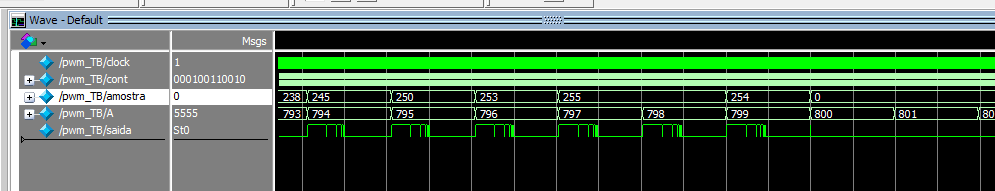 Wave - Default
Msgs
/pwm_TB/clock 1
/pwm_TB/cont 000100110010
/pwm_TB/amostra 0 238 245 250 253 255 254 0
/pwm_TB/A 5555 793 794 795 796 797 798 799 800 801 80
/pwm_TB/saida St0